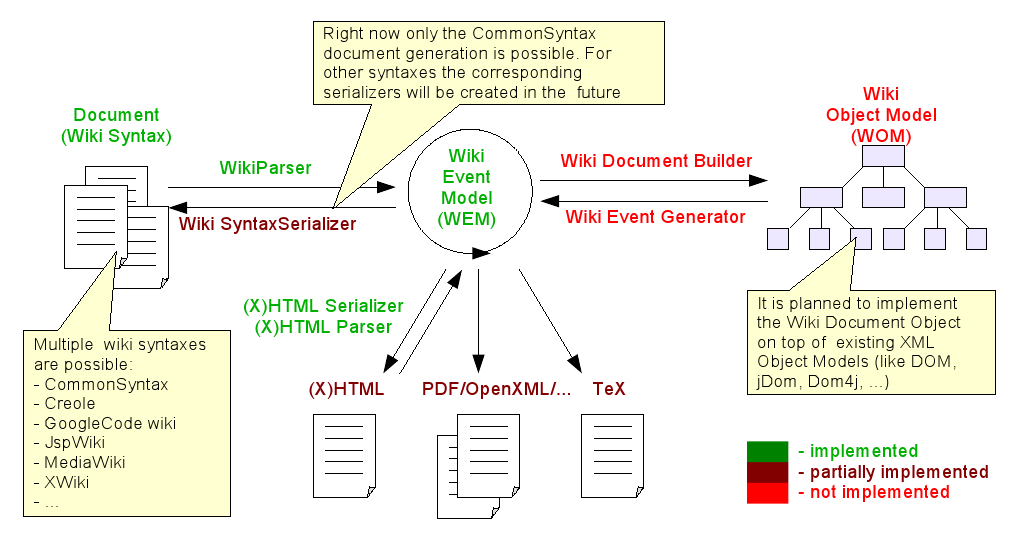 Right now only the CommonSyntax
document generation is possible. For
other syntaxes the corresponding
serializers will be created in the future
Document
(Wiki Syntax)
WikiParser
Wiki SyntaxSerializer
Wiki
Event
Model
(WEM)
Wiki Document Builder
Wiki Event Generator
Wiki
Object Model
(WOM)
(X)HTML Serializer
(X)HTML Parser
It is planned to implement
the Wiki Document Object
on top of existing XML
Object Models (like DOM,
jDom, Dom4j, ...)
Multiple wiki syntaxes
are possible:
- CommonSyntax
- Creole
- GoogleCode wiki
- JspWiki
- MediaWiki
- XWiki
- ...
(X)HTML
PDF/OpenXML/...
TeX
- implemented
- partially implemented
- not implemented